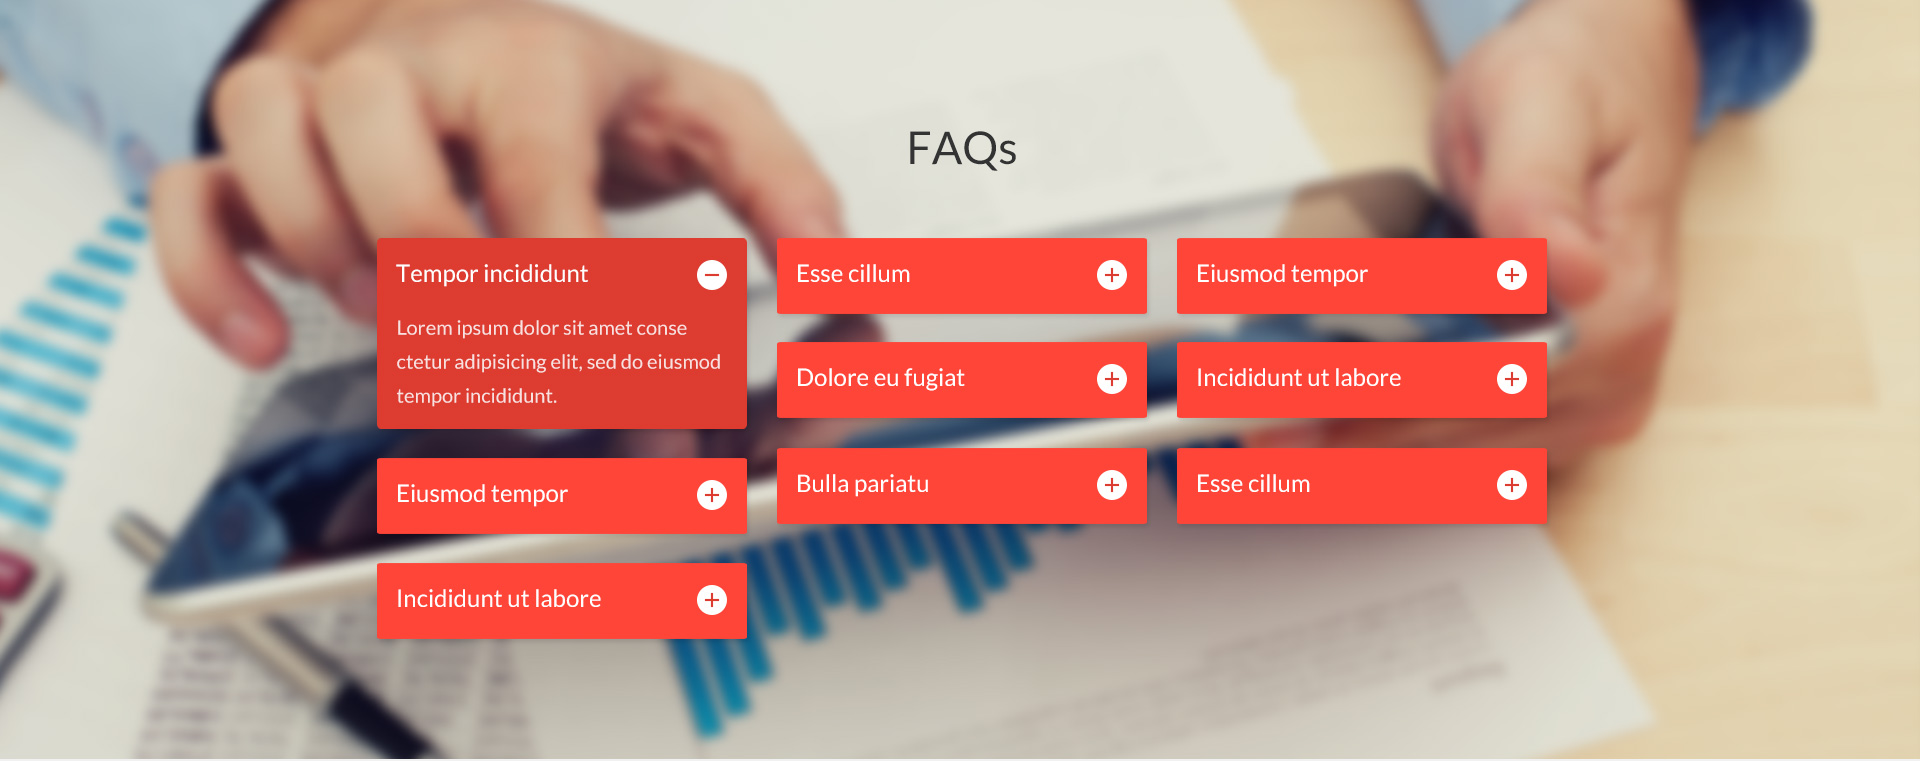 FAQs
Tempor incididunt
Lorem ipsum dolor sit amet conse
ctetur adipisicing elit, sed do eiusmod
tempor incididunt.
Eiusmod tempor
Incididunt ut labore
Esse cillum
Dolore eu fugiat
Bulla pariatu
Eiusmod tempor
Incididunt ut labore
Esse cillum